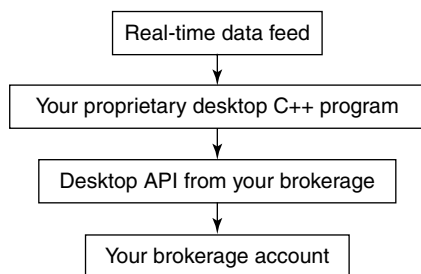 Real-time data feed
Your proprietary desktop C++ program
Desktop API from your brokerage
Your brokerage account